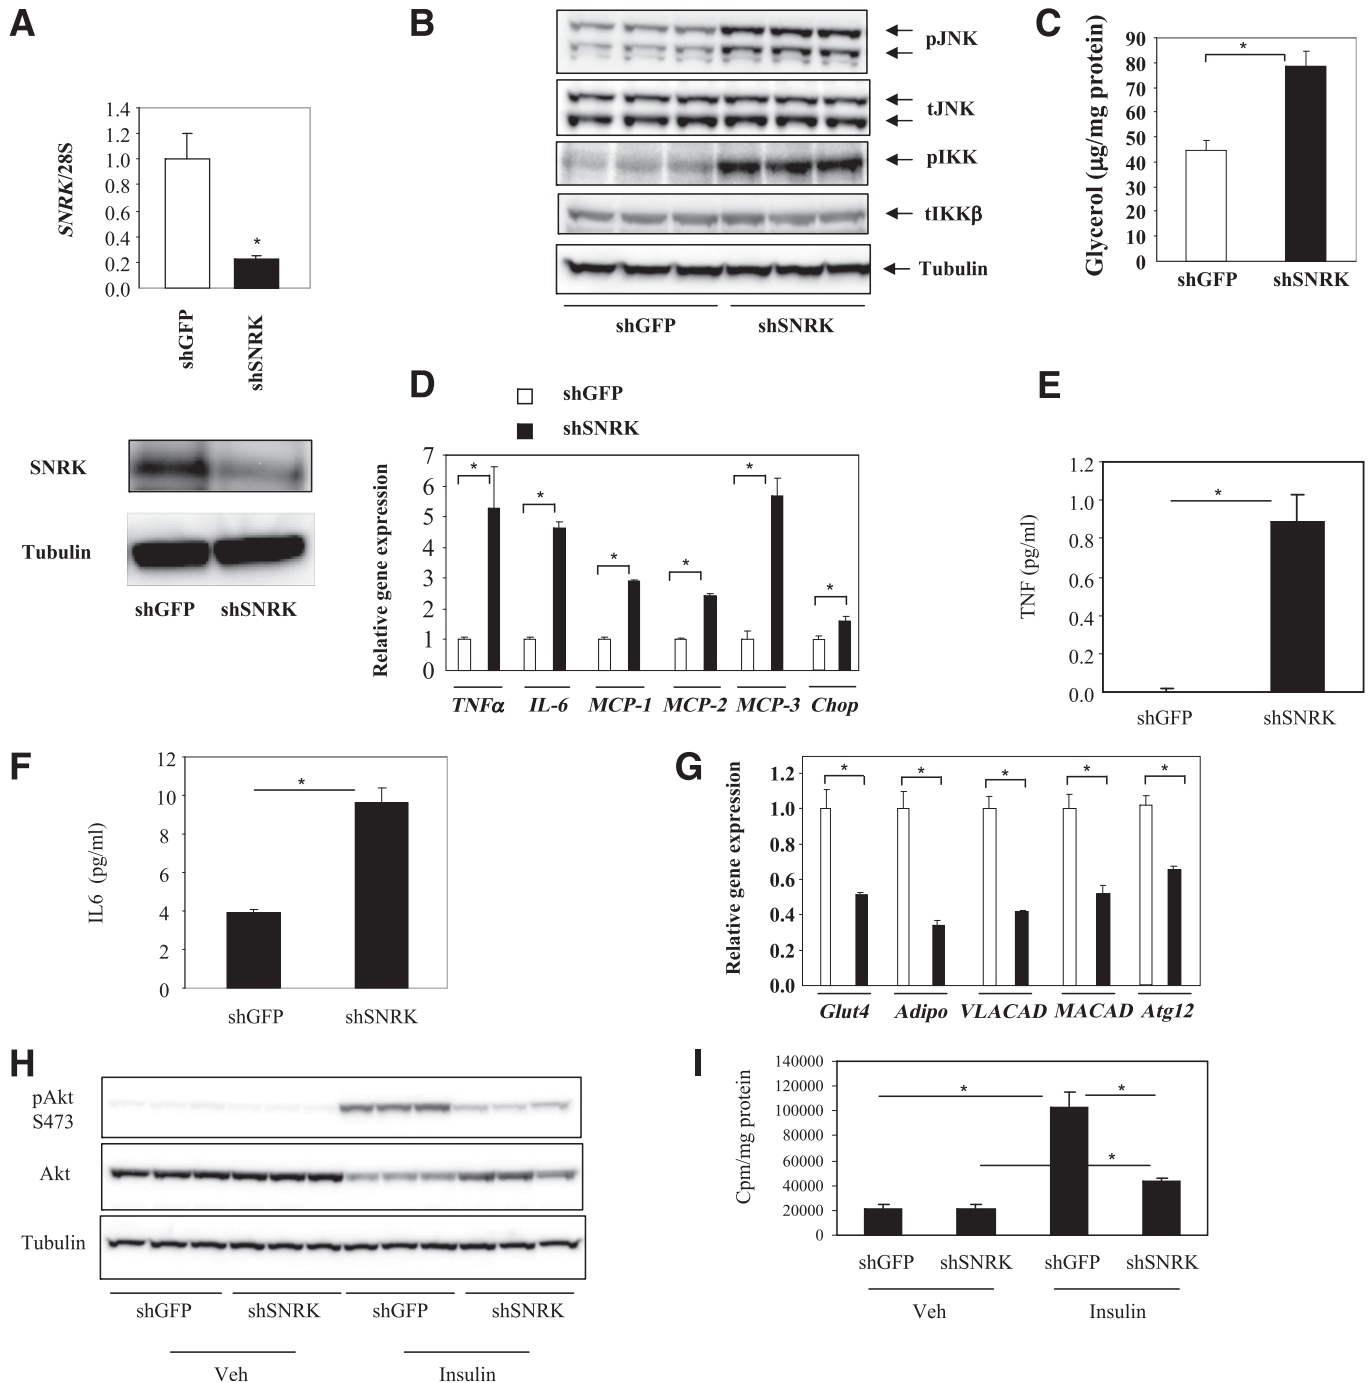 A
1.4
1.2
1.0
0.8
0.6
0.4
0.2
0.0
SNRK/28S
*
shGFP
shSNRK
SNRK
Tubulin
shGFP shSNRK
B
pJNK
tJNK
pIKK
tIKKβ
Tubulin
shGFP shSNRK
C
Glycerol (µg/mg protein)
90
80
70
60
50
40
30
20
10
0
*
shGFP shSNRK
D
shGFP
shSNRK
Relative gene expression
7
6
5
4
3
2
1
0
* * * * * *
TNFα IL-6 MCP-1 MCP-2 MCP-3 Chop
E
TNF (pg/ml)
1.2
1.0
0.8
0.6
0.4
0.2
0.0
*
shGFP shSNRK
F
IL6 (pg/ml)
12
10
8
6
4
2
0
*
shGFP shSNRK
G
Relative gene expression
1.2
1.0
0.8
0.6
0.4
0.2
0.0
* * * * *
Glut4 Adipo VLACAD MACAD Atg12
H
pAkt
S473
Akt
Tubulin
shGFP shSNRK shGFP shSNRK
Veh Insulin
I
Cpm/mg protein
140000
120000
100000
80000
60000
40000
20000
0
* *
*
shGFP shSNRK shGFP shSNRK
Veh Insulin